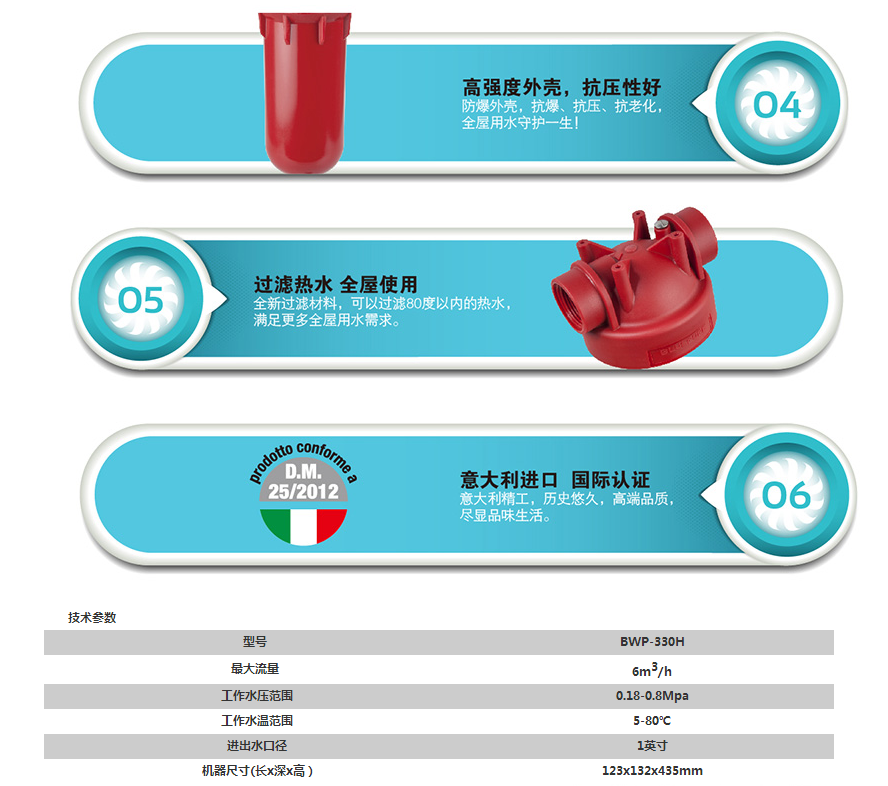 高强度外壳，抗压性好
防爆外壳，抗爆、抗压、抗老化，
全屋用水守护一生！
04
05
过滤热水 全屋使用
全新过滤材料，可以过滤80度以内的热水，
满足更多全屋用水需求。
prodotto conforme a
D.M.
25/2012
意大利进口 国际认证
意大利精工，历史悠久，高端品质，
尽显品味生活。
06
技术参数
型号 BWP-330H
最大流量 6m³/h
工作水压范围 0.18-0.8Mpa
工作水温范围 5-80℃
进出水口径 1英寸
机器尺寸(长x深x高 ) 123x132x435mm